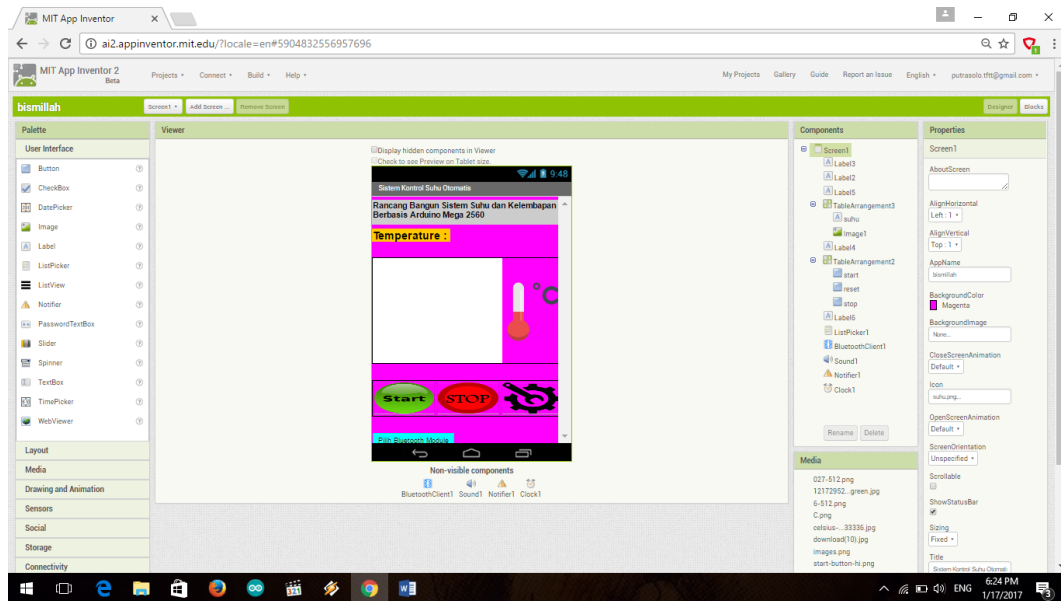 MIT App Inventor
ai2.appinventor.mit.edu/?locale=en#5904832556957696
MIT App Inventor 2
Beta
Projects Connect Build Help
My Projects Gallery Guide Report an Issue English putrasolo.tftt@gmail.com
bismillah
Screen1 Add Screen ... Remove Screen
Designer Blocks
Palette
User Interface
Button
CheckBox
DatePicker
Image
Label
ListPicker
ListView
Notifier
PasswordTextBox
Slider
Spinner
TextBox
TimePicker
WebViewer
Layout
Media
Drawing and Animation
Sensors
Social
Storage
Connectivity
Viewer
Display hidden components in Viewer
Check to see Preview on Tablet size.
9:48
Sistem Kontrol Suhu Otomatis
Rancang Bangun Sistem Suhu dan Kelembapan
Berbasis Arduino Mega 2560
Temperature :
°C
Start STOP
Pilih Bluetooth Module
Non-visible components
BluetoothClient1 Sound1 Notifier1 Clock1
Components
Screen1
Label3
Label2
Label5
TableArrangement3
suhu
Image1
Label4
TableArrangement2
start
reset
stop
Label6
ListPicker1
BluetoothClient1
Sound1
Notifier1
Clock1
Rename Delete
Media
027-512.png
12172952...green.jpg
6-512.png
C.png
celsius-...33336.jpg
download(10).jpg
images.png
start-button-hi.png
Properties
Screen1
AboutScreen
AlignHorizontal
Left : 1
AlignVertical
Top : 1
AppName
bismillah
BackgroundColor
Magenta
BackgroundImage
None...
CloseScreenAnimation
Default
Icon
suhu.png...
OpenScreenAnimation
Default
ScreenOrientation
Unspecified
Scrollable
ShowStatusBar
Sizing
Fixed
Title
Sistem Kontrol Suhu Otomati
321
ENG
6:24 PM
1/17/2017
3